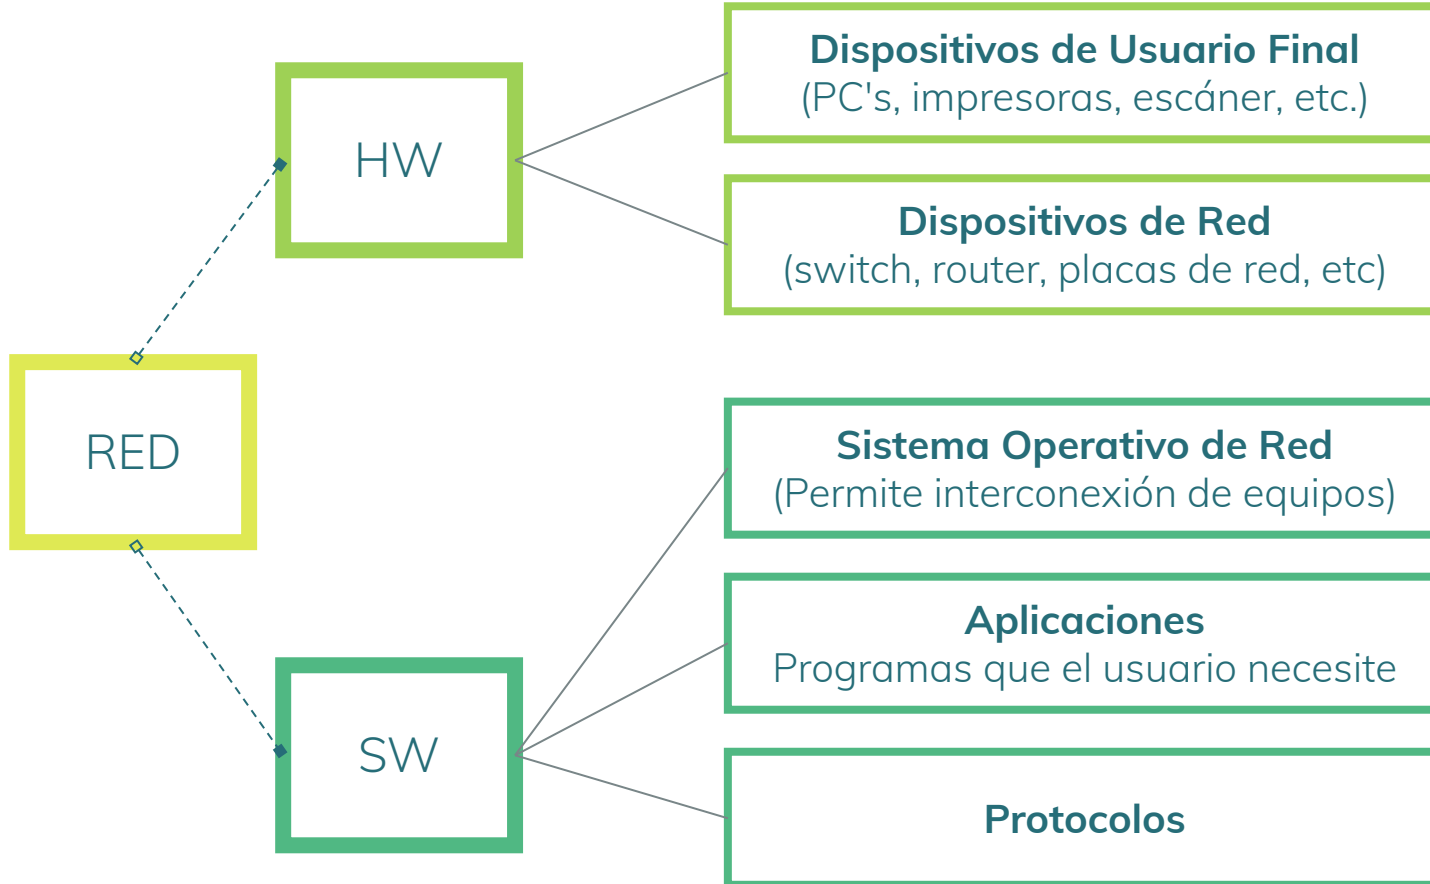 RED
HW
Dispositivos de Usuario Final
(PC's, impresoras, escáner, etc.)
Dispositivos de Red
(switch, router, placas de red, etc)
SW
Sistema Operativo de Red
(Permite interconexión de equipos)
Aplicaciones
Programas que el usuario necesite
Protocolos